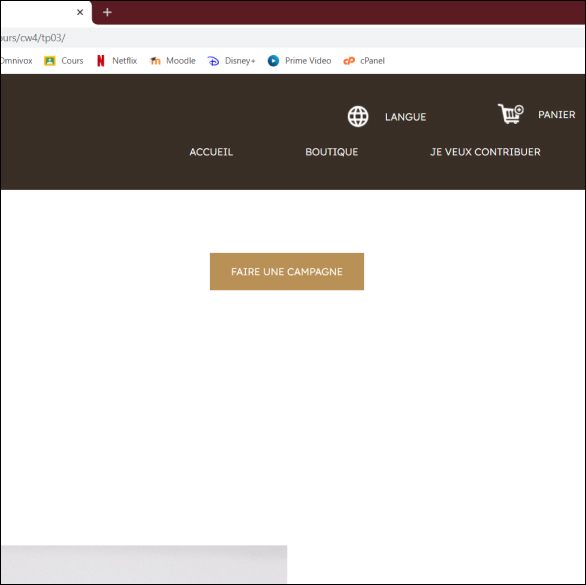 urs/cw4/tp03/
Omnivox Cours Netflix Moodle Disney+ Prime Video cPanel
LANGUE PANIER
ACCUEIL BOUTIQUE JE VEUX CONTRIBUER
FAIRE UNE CAMPAGNE